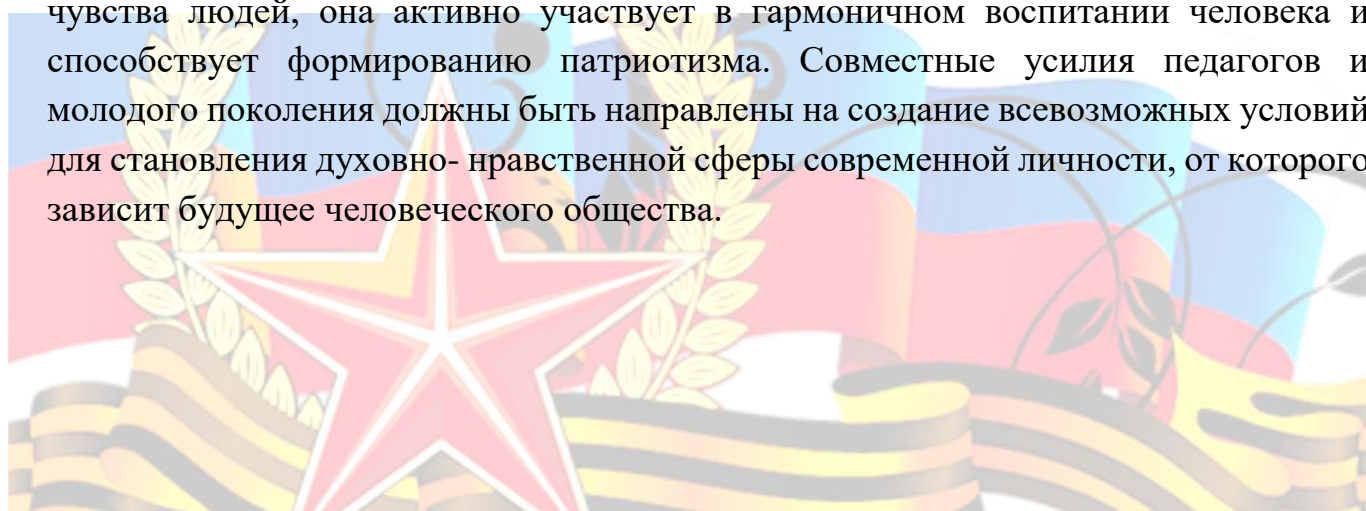 чувства людей, она активно участвует в гармоничном воспитании человека и
способствует формированию патриотизма. Совместные усилия педагогов и
молодого поколения должны быть направлены на создание всевозможных условий
для становления духовно- нравственной сферы современной личности, от которого
зависит будущее человеческого общества.